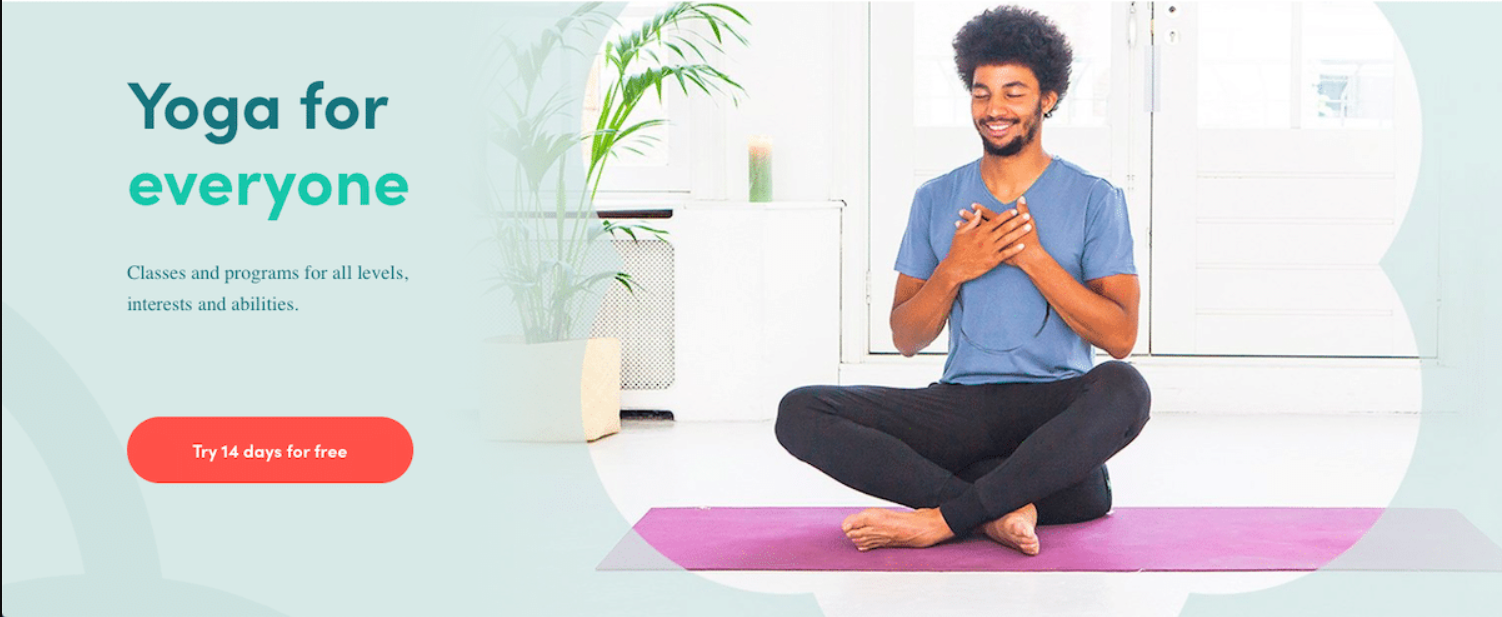 Yoga for
everyone
Classes and programs for all levels,
interests and abilities.
Try 14 days for free